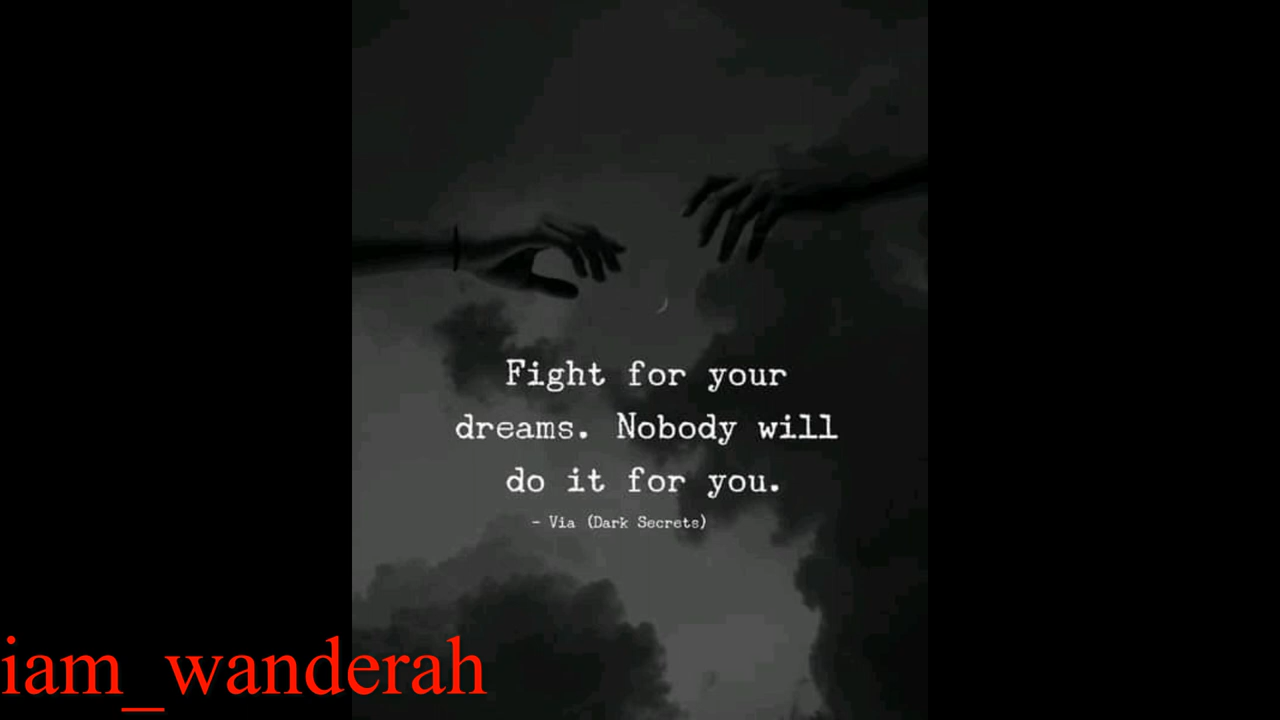 Fight for your
dreams. Nobody will
do it for you.
- Via (Dark Secrets)
iam_wanderah